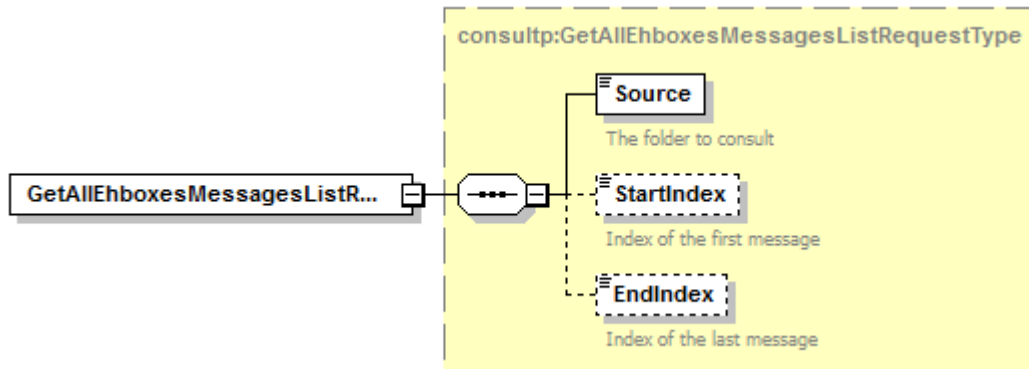 consultp:GetAllEhboxesMessagesListRequestType
Source
The folder to consult
GetAllEhboxesMessagesListR...
StartIndex
Index of the first message
EndIndex
Index of the last message